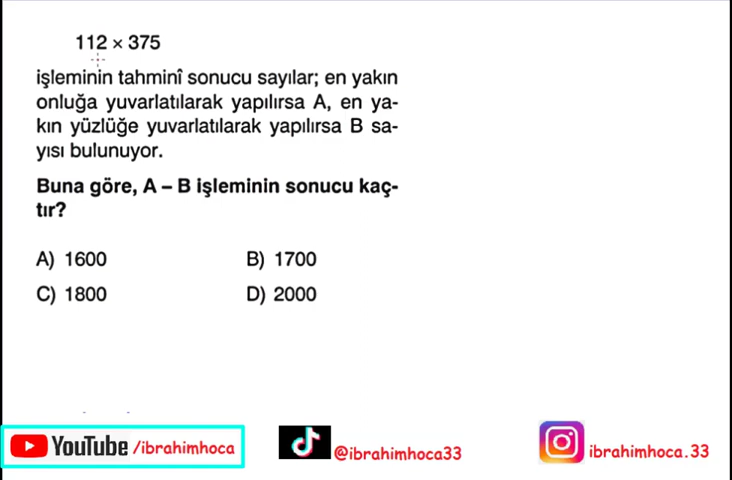 112 × 375
işleminin tahminî sonucu sayılar; en yakın
onluğa yuvarlatılarak yapılırsa A, en ya-
kın yüzlüğe yuvarlatılarak yapılırsa B sa-
yısı bulunuyor.
Buna göre, A – B işleminin sonucu kaç-
tır?
A) 1600 B) 1700
C) 1800 D) 2000
YouTube /ibrahimhoca @ibrahimhoca33 ibrahimhoca.33